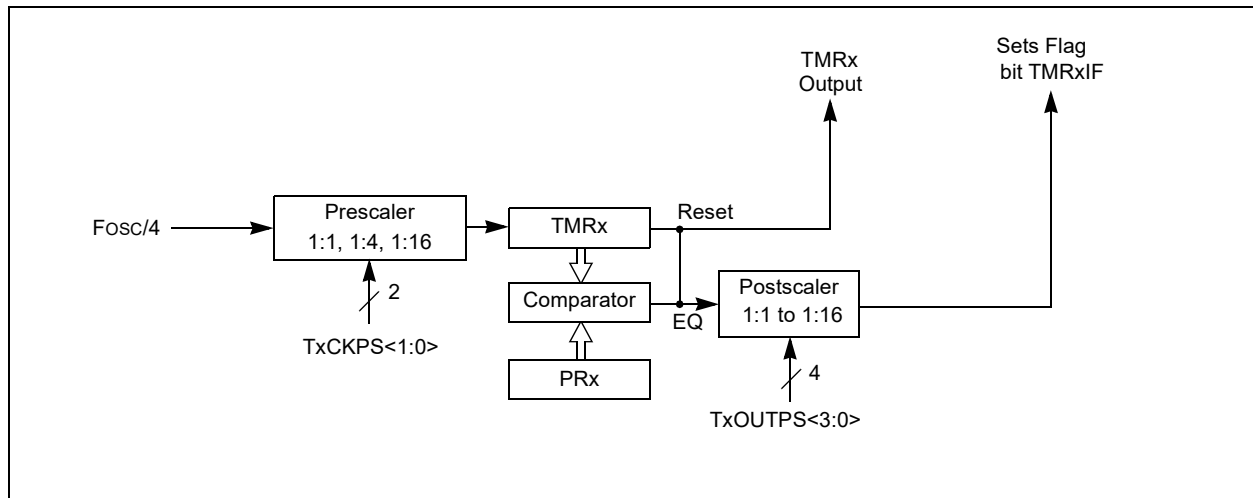 TMRx
Output
Sets Flag
bit TMRxIF
Fosc/4
Prescaler
1:1, 1:4, 1:16
2
TxCKPS<1:0>
TMRx
Reset
Comparator
EQ
PRx
Postscaler
1:1 to 1:16
4
TxOUTPS<3:0>